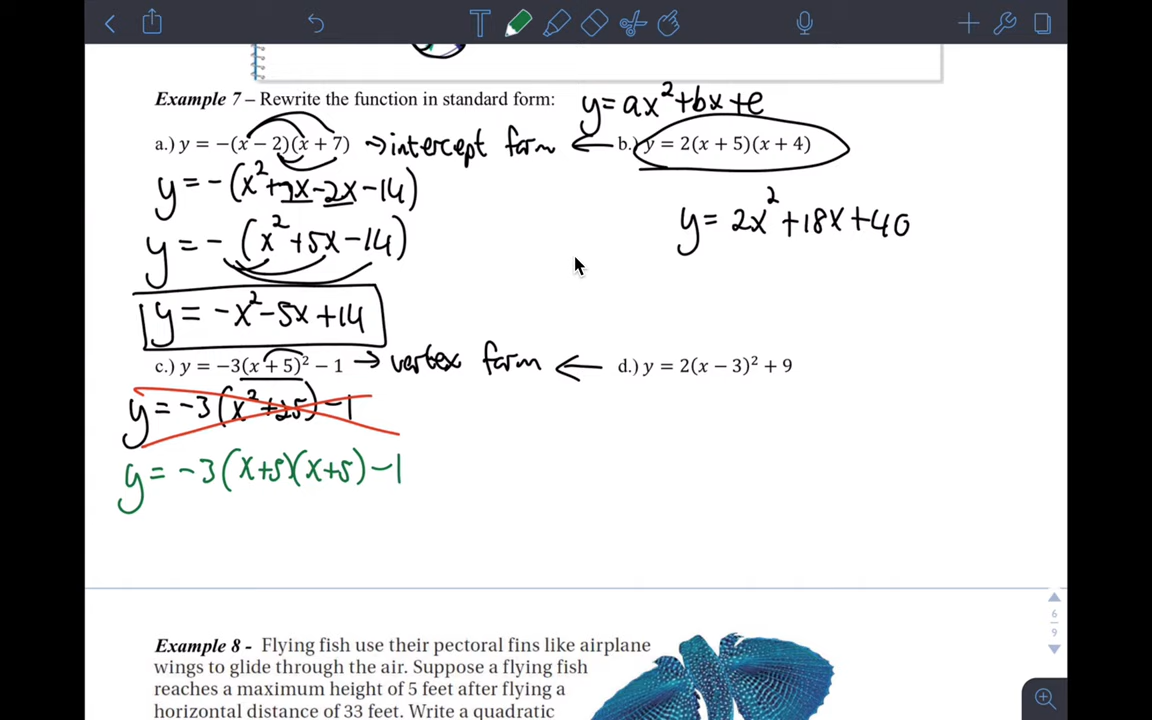 Example 7 – Rewrite the function in standard form:
y = ax² + bx + c
a.) y = −(x − 2)(x + 7) → intercept form ←
b.) y = 2(x + 5)(x + 4)
y = −(x² + 7x − 2x − 14)
y = − (x² + 5x − 14)
y = −x² − 5x + 14
y = 2x² + 18x + 40
c.) y = −3(x + 5)² − 1 → vertex form ←
d.) y = 2(x − 3)² + 9
y = −3(x² + 25) − 1
y = −3(x+5)(x+5) − 1
6
9
Example 8 - Flying fish use their pectoral fins like airplane
wings to glide through the air. Suppose a flying fish
reaches a maximum height of 5 feet after flying a
horizontal distance of 33 feet. Write a quadratic